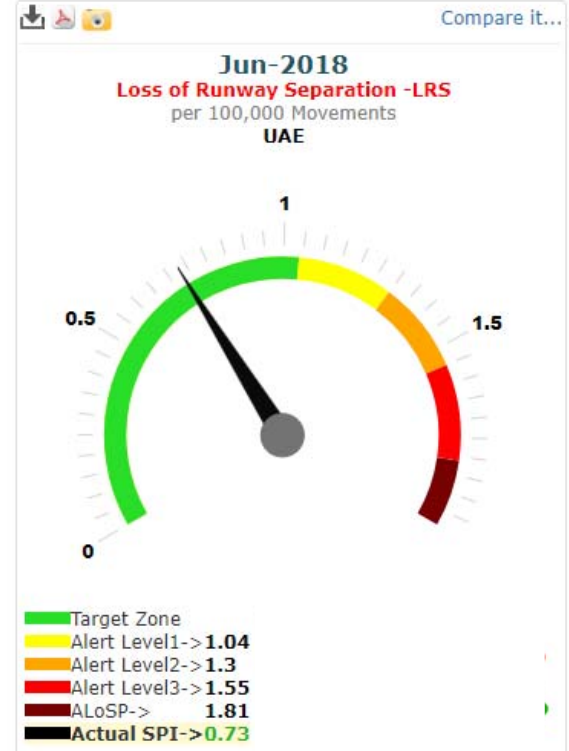 Compare it...
Jun-2018
Loss of Runway Separation -LRS
per 100,000 Movements
UAE
1
0.5
1.5
0
Target Zone
Alert Level1->1.04
Alert Level2->1.3
Alert Level3->1.55
ALoSP-> 1.81
Actual SPI->0.73